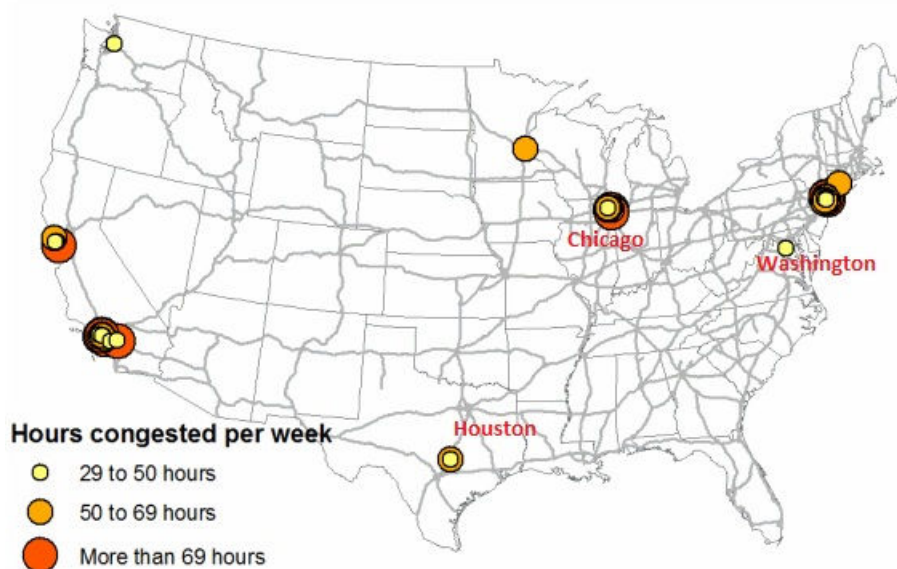 Chicago
Washington
Houston
Hours congested per week
29 to 50 hours
50 to 69 hours
More than 69 hours